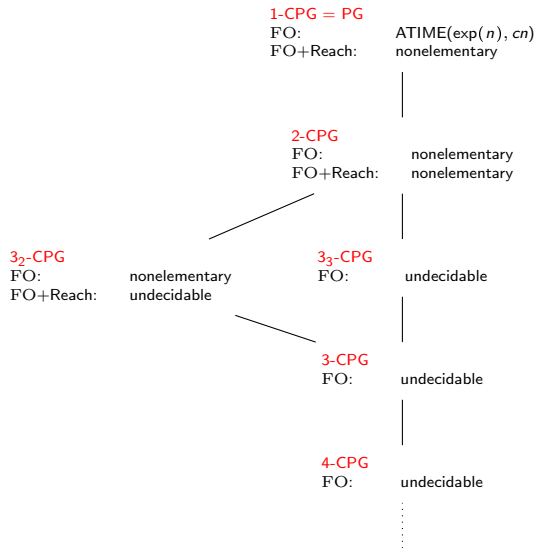 1-CPG = PG
FO: ATIME(exp(n), cn)
FO+Reach: nonelementary
2-CPG
FO: nonelementary
FO+Reach: nonelementary
3₂-CPG
FO: nonelementary
FO+Reach: undecidable
3₃-CPG
FO: undecidable
3-CPG
FO: undecidable
4-CPG
FO: undecidable